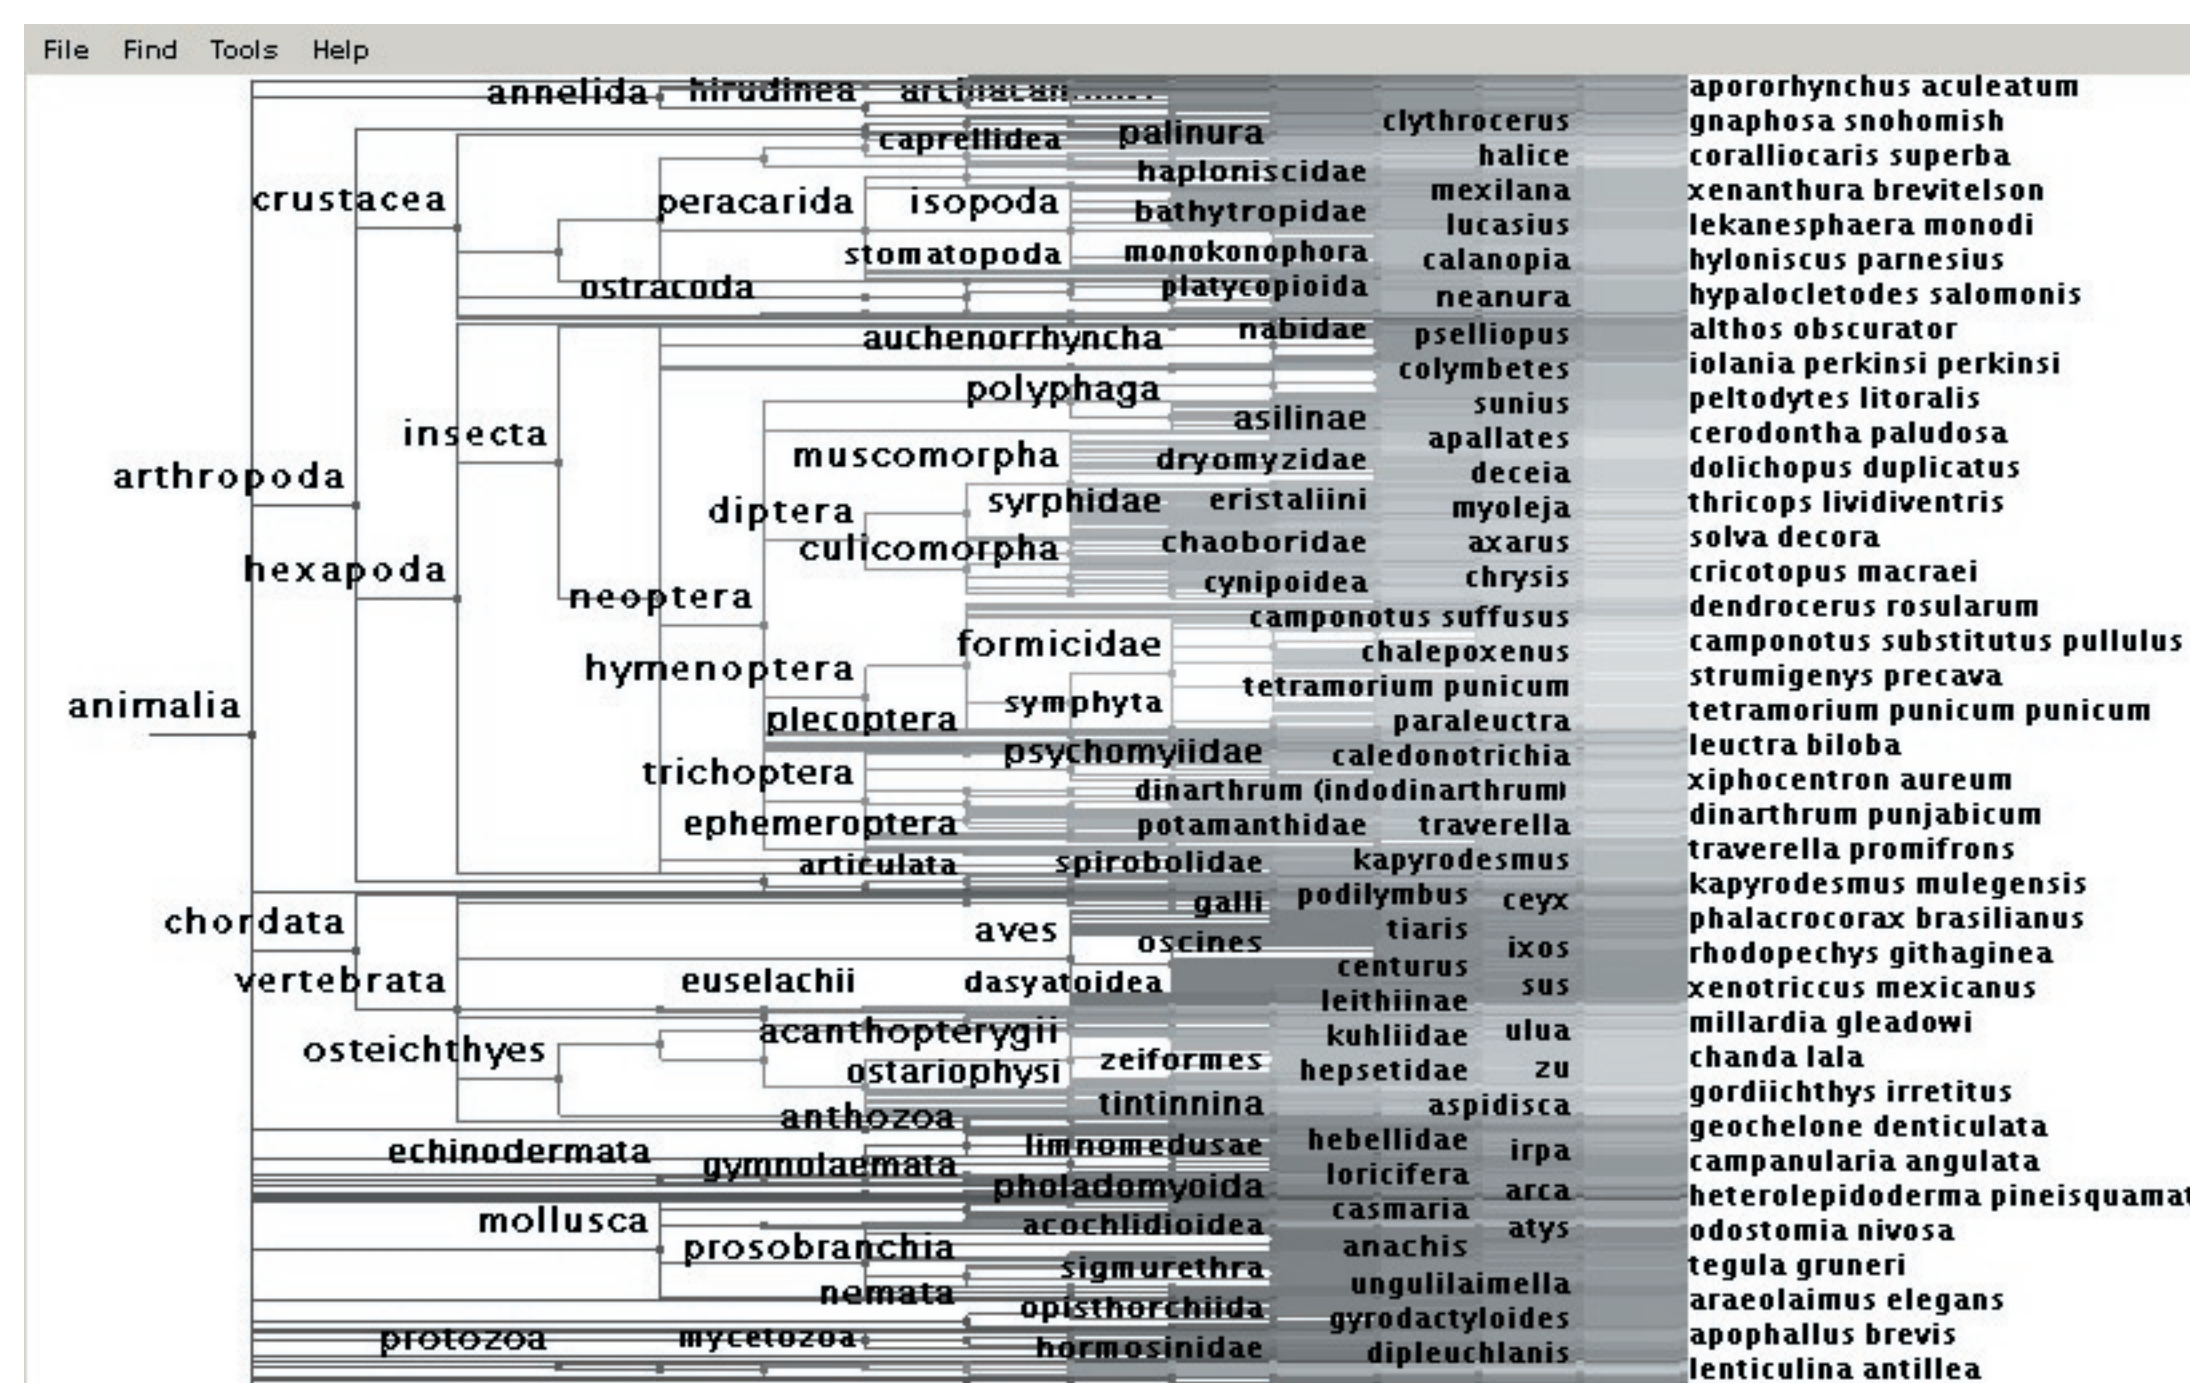 File Find Tools Help
annelida hirudinea aporhynchus aculeatum
palinura clythrocerus gnaphosa snohomish
caprellidea halice coralliocaris superba
haploniscidae mexilana xenanthura brevitelson
crustacea peracarida isopoda bathytropidae lucasius lekanesphaera monodi
stomatopoda monokonophora calanopia hyloniscus parnesius
ostracoda platycopioida neanura hypalocletodes salomonis
auchenorrhyncha nabidae pselliopus althos obscurator
colymbetes iolania perkinsi perkinsi
polyphaga sunius peltodytes litoralis
insecta asilinae apallates cerodontha paludosa
arthropoda muscomorpha dryomyzidae deceia dolichopus duplicatus
diptera syrphidae eristaliini myoleja thricops lividiventris
culicomorpha chaoboridae axarus solva decora
hexapoda cynipoidea chrysis cricotopus macraei
neoptera camponotus suffusus dendrocerus rosularum
hymenoptera formicidae chalepoxenus camponotus substitutus pullulus
symphyta tetramorium punicum strumigenys precava
animalia plecoptera paraleuctra tetramorium punicum punicum
psychomyiidae caledonotrichia leuctra biloba
trichoptera dinarthrum (indodinarthrum) xiphocentron aureum
ephemeroptera potamanthidae traverella dinarthrum punjabicum
articulata spirobolidae kapyrodesmus traverella promifrons
galli podilymbus ceyx kapyrodesmus mulegensis
chordata aves oscines tiaris ixos phalacrocorax brasilianus
centurus rhodopechys githaginea
vertebrata euselachii dasyatoidea leithiinae sus xenotriccus mexicanus
acanthopterygii kuhliidae ulua millardia gleadowi
osteichthyes ostariophysi zeiformes hepsetidae zu chanda lala
anthozoa tintinnina aspidisca gordiichthys irretitus
echinodermata limnomedusae hebellidae irpa geochelone denticulata
gymnolaemata loricifera campanularia angulata
pholadomyoida arca heterolepidoderma pineisquamat
mollusca acochlidioidea casmaria atys odostomia nivosa
prosobranchia sigmurethra anachis tegula gruneri
nemata opisthorchiida ungulilaimella araeolaimus elegans
protozoa mycetozoa gyrodactyloides apophallus brevis
hormosinidae dipleuchlanis lenticulina antillea